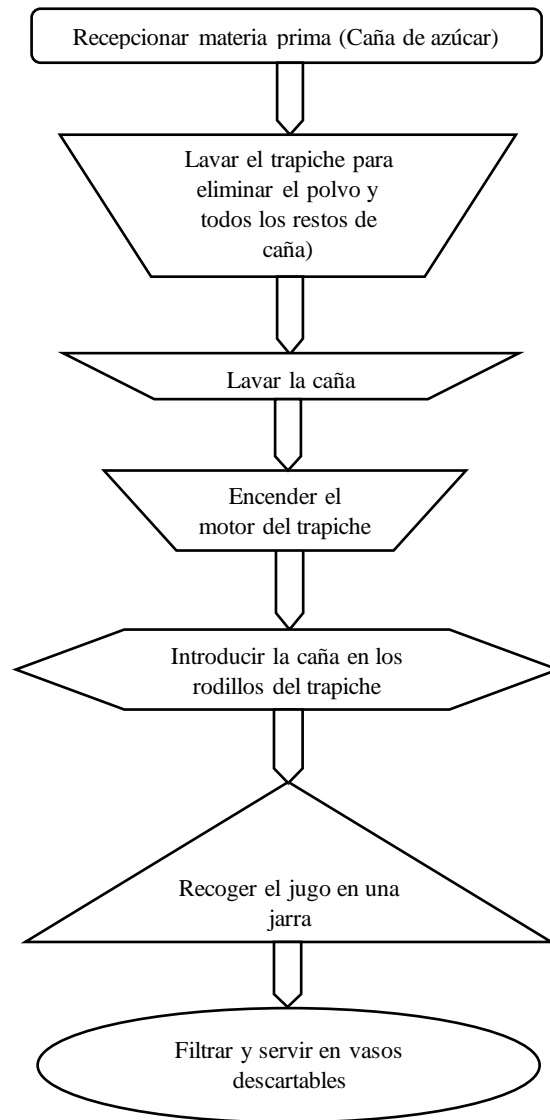 Recepcionar materia prima (Caña de azúcar)
Lavar el trapiche para
eliminar el polvo y
todos los restos de
caña)
Lavar la caña
Encender el
motor del trapiche
Introducir la caña en los
rodillos del trapiche
Recoger el jugo en una
jarra
Filtrar y servir en vasos
descartables